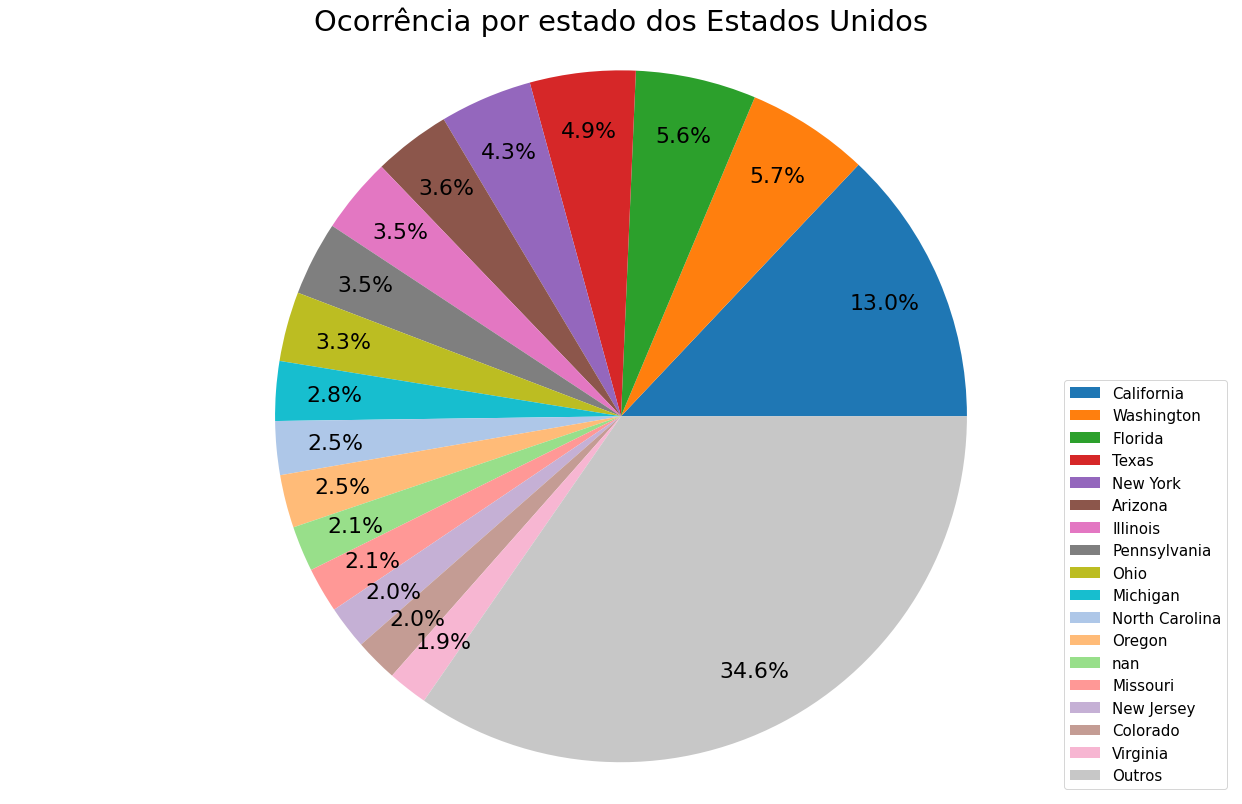 Ocorrência por estado dos Estados Unidos
4.9%
5.6%
4.3%
5.7%
3.6%
3.5%
3.5%
13.0%
3.3%
2.8%
2.5%
2.5%
2.1%
2.1%
2.0%
2.0%
1.9%
34.6%
California
Washington
Florida
Texas
New York
Arizona
Illinois
Pennsylvania
Ohio
Michigan
North Carolina
Oregon
nan
Missouri
New Jersey
Colorado
Virginia
Outros